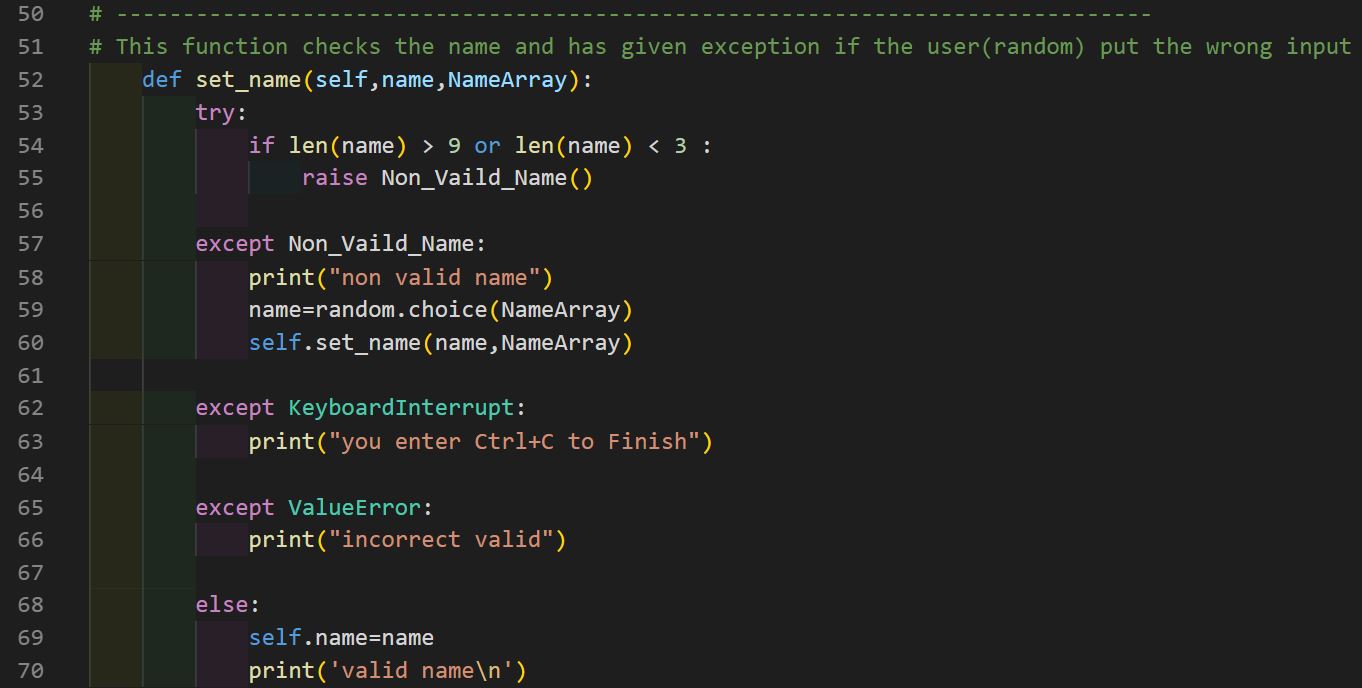 50 # ------------------------------------------------------------------------------
51 # This function checks the name and has given exception if the user(random) put the wrong input
52 def set_name(self,name,NameArray):
53 try:
54 if len(name) > 9 or len(name) < 3 :
55 raise Non_Vaild_Name()
56
57 except Non_Vaild_Name:
58 print("non valid name")
59 name=random.choice(NameArray)
60 self.set_name(name,NameArray)
61
62 except KeyboardInterrupt:
63 print("you enter Ctrl+C to Finish")
64
65 except ValueError:
66 print("incorrect valid")
67
68 else:
69 self.name=name
70 print('valid name\n')